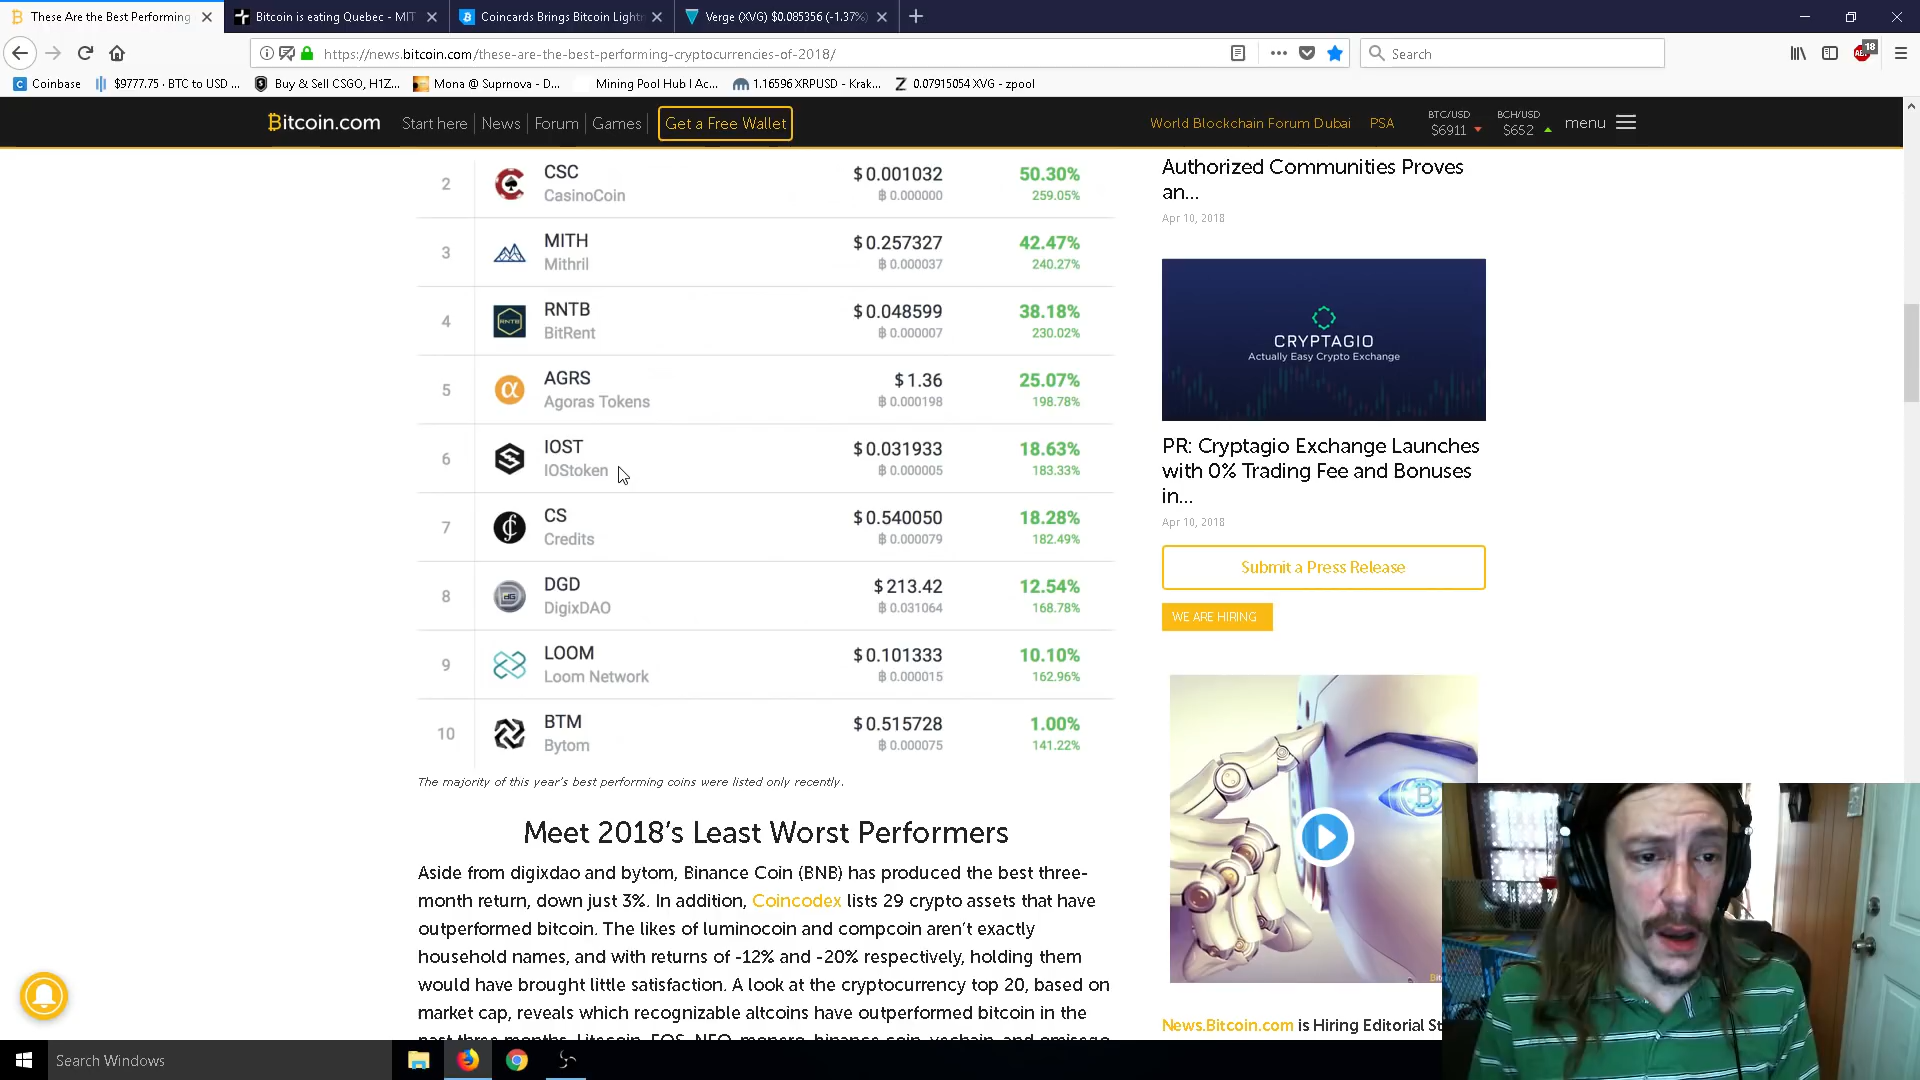 These Are the Best Performing
Bitcoin is eating Quebec - MIT
Coincards Brings Bitcoin Lightn
Verge (XVG) $0.085356 (-1.37%)
https://news.bitcoin.com/these-are-the-best-performing-cryptocurrencies-of-2018/
Search
18
Coinbase
$9777.75 · BTC to USD ...
Buy & Sell CSGO, H1Z...
Mona @ Suprnova - D...
Mining Pool Hub | Ac...
1.16596 XRPUSD - Krak...
0.07915054 XVG - zpool
Bitcoin.com
Start here
News
Forum
Games
Get a Free Wallet
World Blockchain Forum Dubai
PSA
BTC/USD
$6911
BCH/USD
$652
menu
2
CSC
CasinoCoin
$0.001032
฿ 0.000000
50.30%
259.05%
3
MITH
Mithril
$0.257327
฿ 0.000037
42.47%
240.27%
4
RNTB
RNTB
BitRent
$0.048599
฿ 0.000007
38.18%
230.02%
5
AGRS
Agoras Tokens
$1.36
฿ 0.000198
25.07%
198.78%
6
IOST
IOStoken
$0.031933
฿ 0.000005
18.63%
183.33%
7
CS
Credits
$0.540050
฿ 0.000079
18.28%
182.49%
8
DGD
DigixDAO
$213.42
฿ 0.031064
12.54%
168.78%
9
LOOM
Loom Network
$0.101333
฿ 0.000015
10.10%
162.96%
10
BTM
Bytom
$0.515728
฿ 0.000075
1.00%
141.22%
The majority of this year's best performing coins were listed only recently.
Meet 2018's Least Worst Performers
Aside from digixdao and bytom, Binance Coin (BNB) has produced the best three-
month return, down just 3%. In addition, Coincodex lists 29 crypto assets that have
outperformed bitcoin. The likes of luminocoin and compcoin aren't exactly
household names, and with returns of -12% and -20% respectively, holding them
would have brought little satisfaction. A look at the cryptocurrency top 20, based on
market cap, reveals which recognizable altcoins have outperformed bitcoin in the
past three months. Litecoin, EOS, NEO, monero, binance coin, vechain, and omisego
Authorized Communities Proves
an...
Apr 10, 2018
CRYPTAGIO
Actually Easy Crypto Exchange
PR: Cryptagio Exchange Launches
with 0% Trading Fee and Bonuses
in...
Apr 10, 2018
Submit a Press Release
WE ARE HIRING
News.Bitcoin.com is Hiring Editorial St
Search Windows